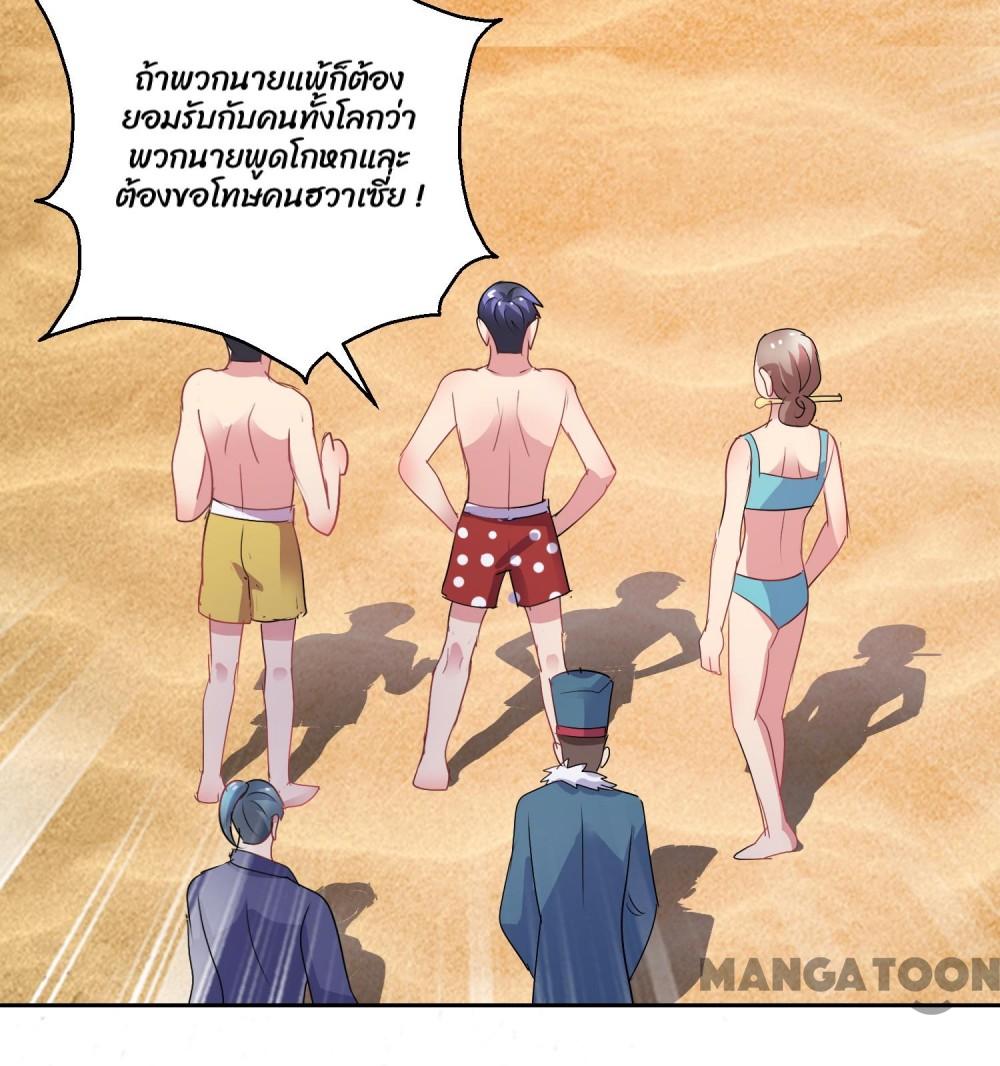 ถ้าพวกนายแพ้ก็ต้อง
ยอมรับกับคนทั้งโลกว่า
พวกนายพูดโกหกและ
ต้องขอโทษคนฮวาเซี่ย !
MANGA TOON